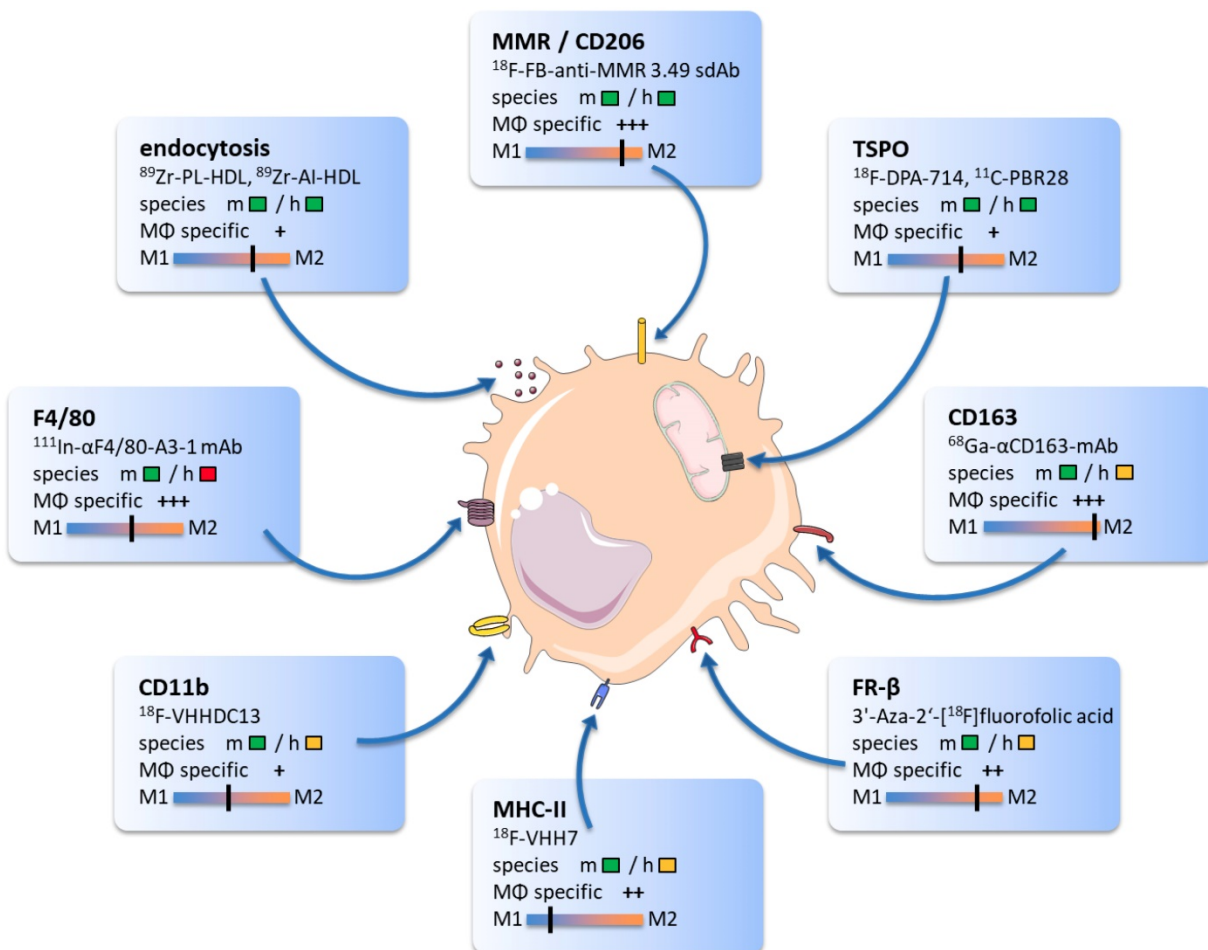 MMR / CD206
¹⁸F-FB-anti-MMR 3.49 sdAb
species m / h
MΦ specific +++
M1 M2
endocytosis
⁸⁹Zr-PL-HDL, ⁸⁹Zr-AI-HDL
species m / h
MΦ specific +
M1 M2
TSPO
¹⁸F-DPA-714, ¹¹C-PBR28
species m / h
MΦ specific +
M1 M2
F4/80
¹¹¹In-αF4/80-A3-1 mAb
species m / h
MΦ specific +++
M1 M2
CD163
⁶⁸Ga-αCD163-mAb
species m / h
MΦ specific +++
M1 M2
CD11b
¹⁸F-VHHDC13
species m / h
MΦ specific +
M1 M2
FR-β
3'-Aza-2‘-[¹⁸F]fluorofolic acid
species m / h
MΦ specific ++
M1 M2
MHC-II
¹⁸F-VHH7
species m / h
MΦ specific ++
M1 M2